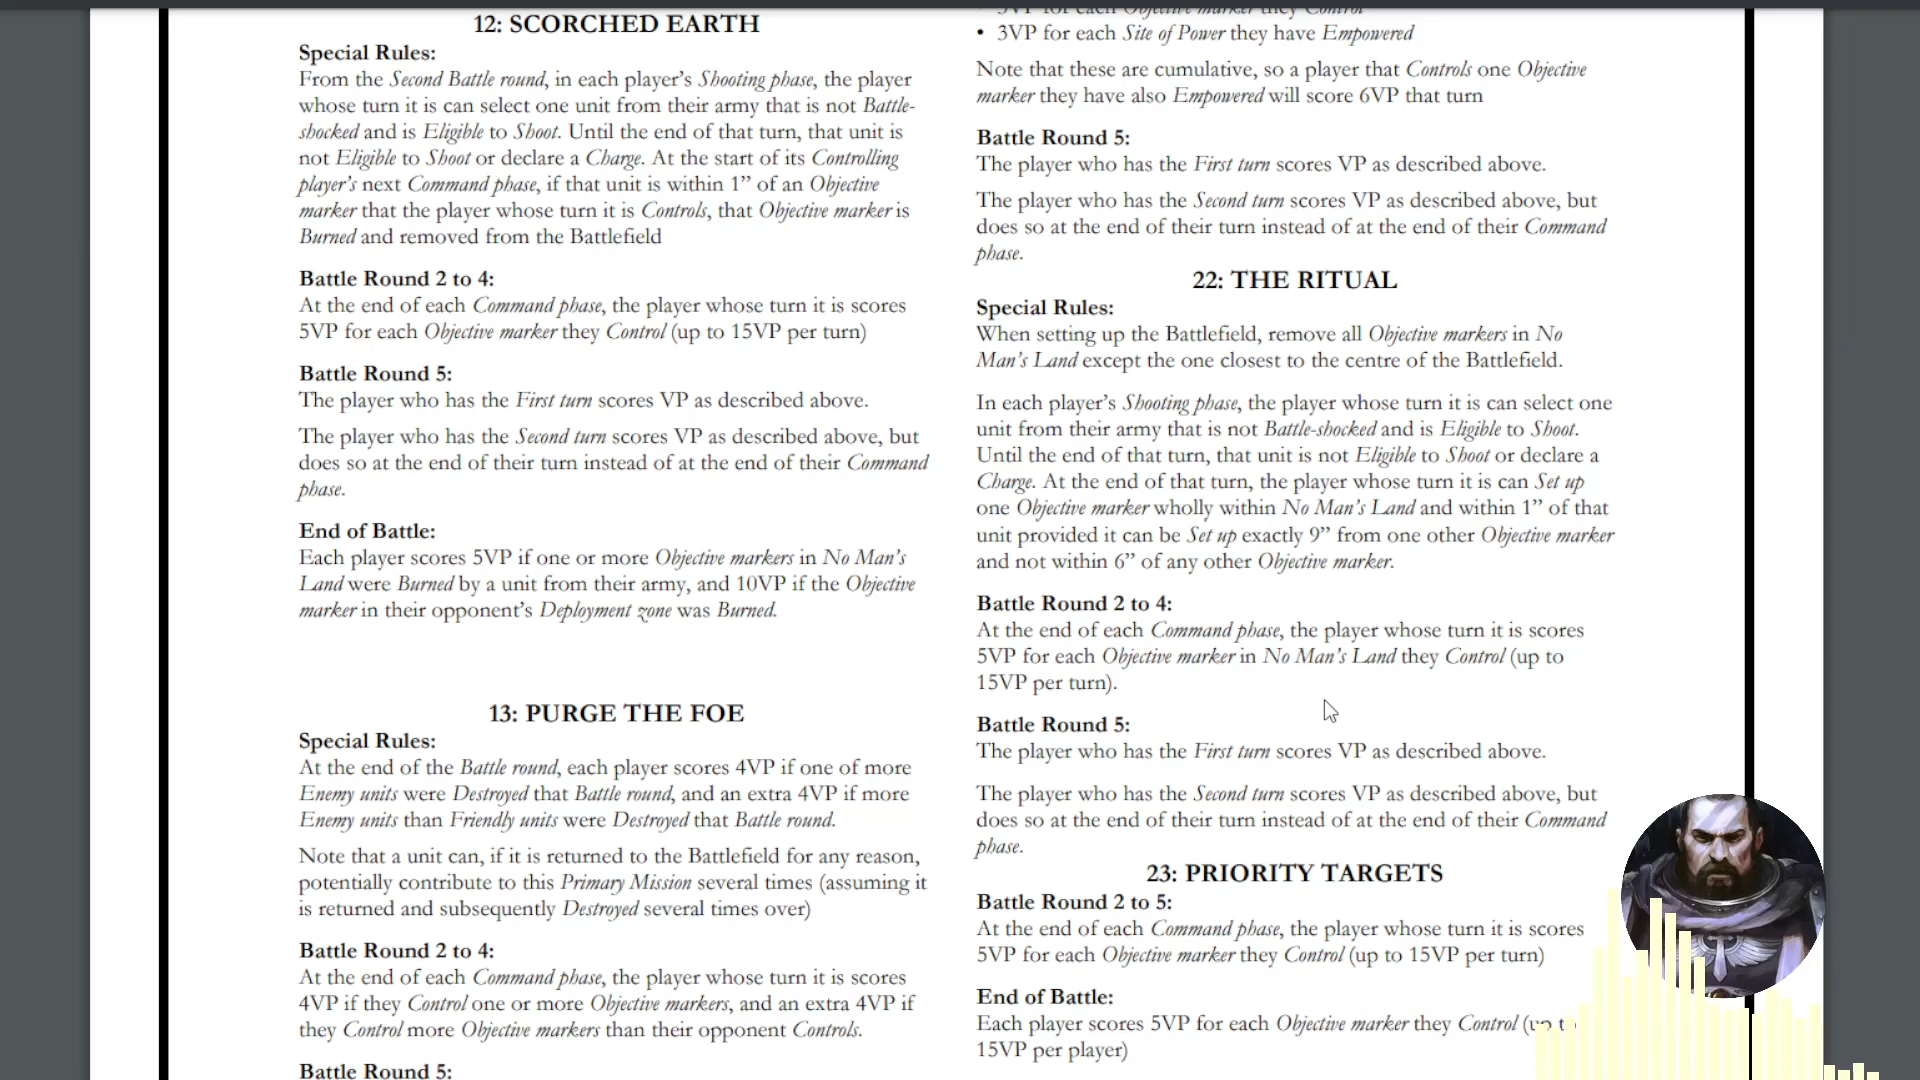 12: SCORCHED EARTH
Special Rules:
From the Second Battle round, in each player's Shooting phase, the player
whose turn it is can select one unit from their army that is not Battle-
shocked and is Eligible to Shoot. Until the end of that turn, that unit is
not Eligible to Shoot or declare a Charge. At the start of its Controlling
player's next Command phase, if that unit is within 1” of an Objective
marker that the player whose turn it is Controls, that Objective marker is
Burned and removed from the Battlefield
Battle Round 2 to 4:
At the end of each Command phase, the player whose turn it is scores
5VP for each Objective marker they Control (up to 15VP per turn)
Battle Round 5:
The player who has the First turn scores VP as described above.
The player who has the Second turn scores VP as described above, but
does so at the end of their turn instead of at the end of their Command
phase.
End of Battle:
Each player scores 5VP if one or more Objective markers in No Man's
Land were Burned by a unit from their army, and 10VP if the Objective
marker in their opponent's Deployment zone was Burned.
13: PURGE THE FOE
Special Rules:
At the end of the Battle round, each player scores 4VP if one of more
Enemy units were Destroyed that Battle round, and an extra 4VP if more
Enemy units than Friendly units were Destroyed that Battle round.
Note that a unit can, if it is returned to the Battlefield for any reason,
potentially contribute to this Primary Mission several times (assuming it
is returned and subsequently Destroyed several times over)
Battle Round 2 to 4:
At the end of each Command phase, the player whose turn it is scores
4VP if they Control one or more Objective markers, and an extra 4VP if
they Control more Objective markers than their opponent Controls.
Battle Round 5:
• 3VP for each Objective marker they Control
• 3VP for each Site of Power they have Empowered
Note that these are cumulative, so a player that Controls one Objective
marker they have also Empowered will score 6VP that turn
Battle Round 5:
The player who has the First turn scores VP as described above.
The player who has the Second turn scores VP as described above, but
does so at the end of their turn instead of at the end of their Command
phase.
22: THE RITUAL
Special Rules:
When setting up the Battlefield, remove all Objective markers in No
Man's Land except the one closest to the centre of the Battlefield.
In each player's Shooting phase, the player whose turn it is can select one
unit from their army that is not Battle-shocked and is Eligible to Shoot.
Until the end of that turn, that unit is not Eligible to Shoot or declare a
Charge. At the end of that turn, the player whose turn it is can Set up
one Objective marker wholly within No Man's Land and within 1” of that
unit provided it can be Set up exactly 9” from one other Objective marker
and not within 6” of any other Objective marker.
Battle Round 2 to 4:
At the end of each Command phase, the player whose turn it is scores
5VP for each Objective marker in No Man's Land they Control (up to
15VP per turn).
Battle Round 5:
The player who has the First turn scores VP as described above.
The player who has the Second turn scores VP as described above, but
does so at the end of their turn instead of at the end of their Command
phase.
23: PRIORITY TARGETS
Battle Round 2 to 5:
At the end of each Command phase, the player whose turn it is scores
5VP for each Objective marker they Control (up to 15VP per turn)
End of Battle:
Each player scores 5VP for each Objective marker they Control (up to
15VP per player)